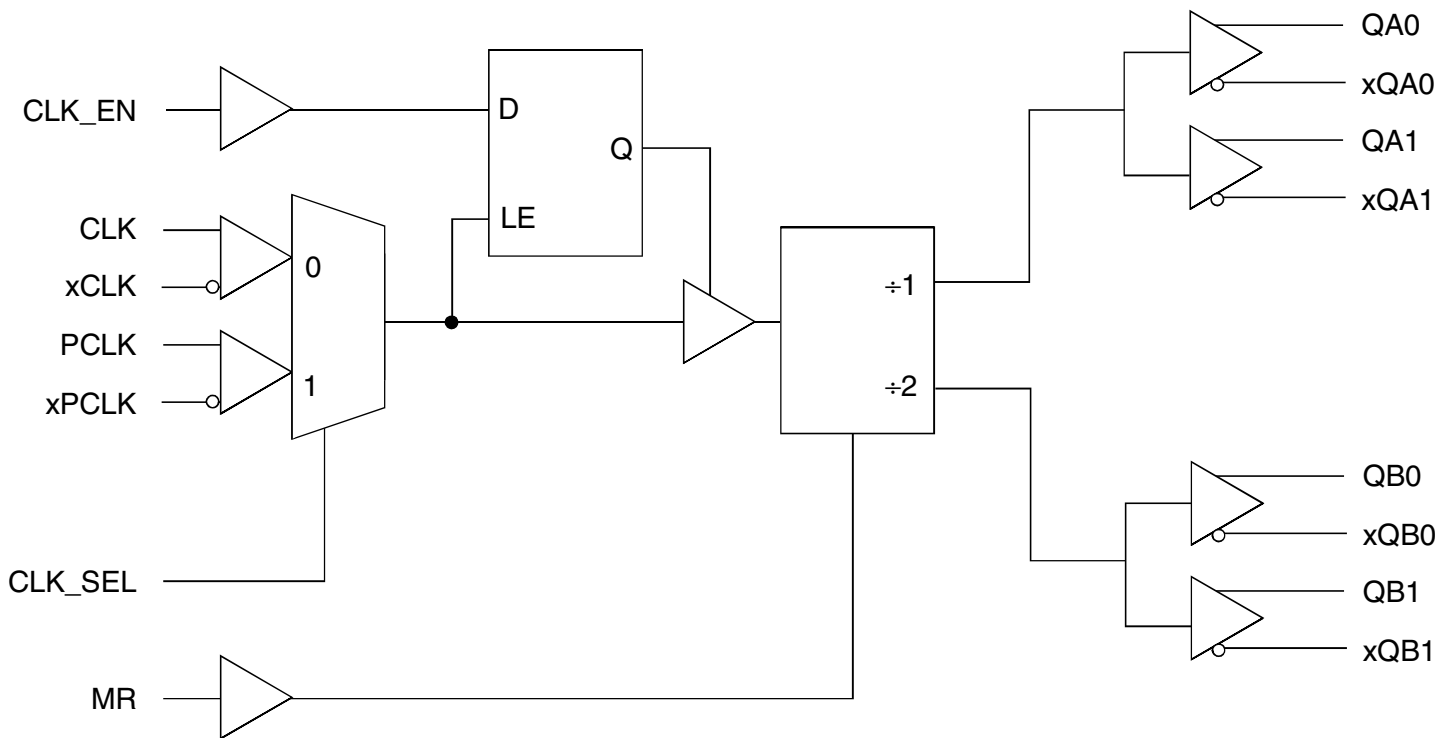 CLK_EN
CLK
xCLK
PCLK
xPCLK
CLK_SEL
MR
0
1
D
Q
LE
÷1
÷2
QA0
xQA0
QA1
xQA1
QB0
xQB0
QB1
xQB1